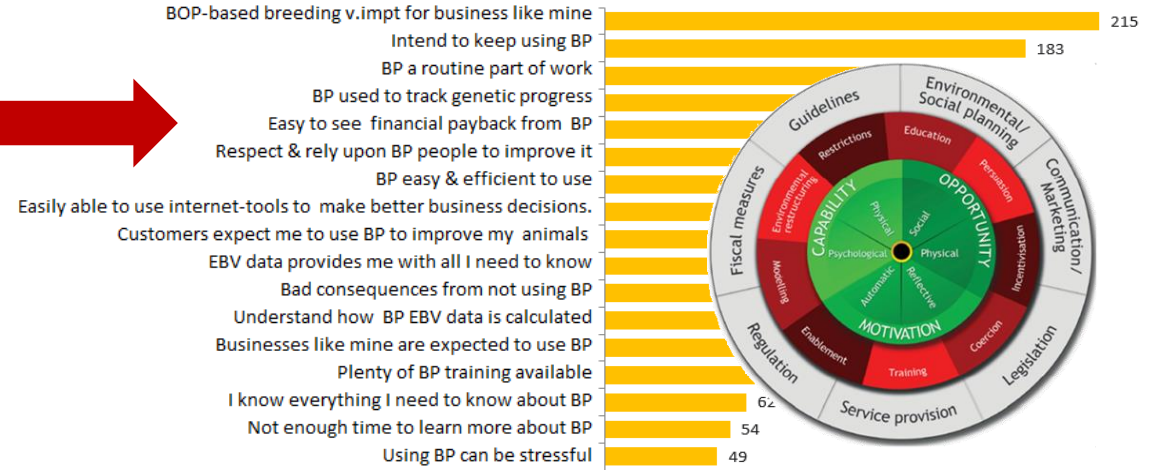 BOP-based breeding v.impt for business like mine
215
Intend to keep using BP
183
BP a routine part of work
BP used to track genetic progress
Easy to see financial payback from BP
Respect & rely upon BP people to improve it
BP easy & efficient to use
Easily able to use internet-tools to make better business decisions.
Customers expect me to use BP to improve my animals
EBV data provides me with all I need to know
Bad consequences from not using BP
Understand how BP EBV data is calculated
Businesses like mine are expected to use BP
Plenty of BP training available
I know everything I need to know about BP
62
Not enough time to learn more about BP
54
Using BP can be stressful
49
Guidelines
Environmental/
Social planning
Communication/
Marketing
Legislation
Service provision
Regulation
Fiscal measures
Restrictions
Education
Persuasion
Incentivisation
Coercion
Training
Enablement
Modelling
Environmental
restructuring
CAPABILITY
OPPORTUNITY
MOTIVATION
Physical
Social
Physical
Reflective
Automatic
Psychological